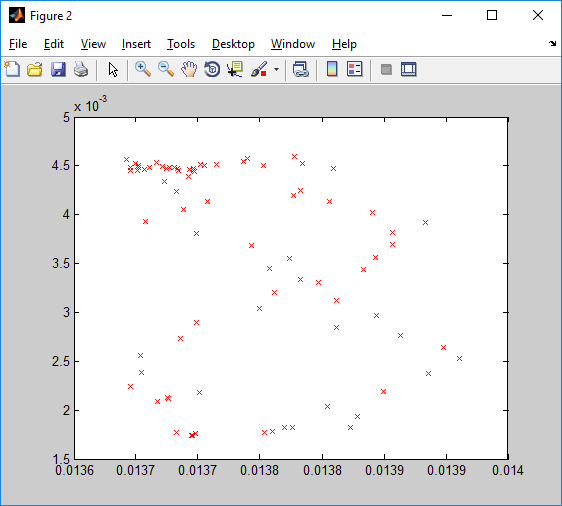 Figure 2
File Edit View Insert Tools Desktop Window Help
x 10-3
5
4.5
4
3.5
3
2.5
2
1.5
0.0136 0.0137 0.0137 0.0138 0.0138 0.0139 0.0139 0.014